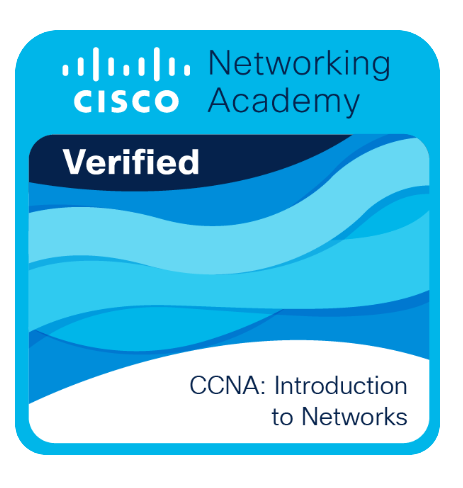 Networking
CISCO Academy
Verified
CCNA: Introduction
to Networks